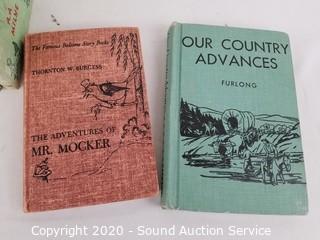 The Famous Bedtime Story Books
THORNTON W. BURGESS
THE ADVENTURES OF
MR. MOCKER
OUR COUNTRY
ADVANCES
FURLONG
Copyright © 2020 - Sound Auction Service